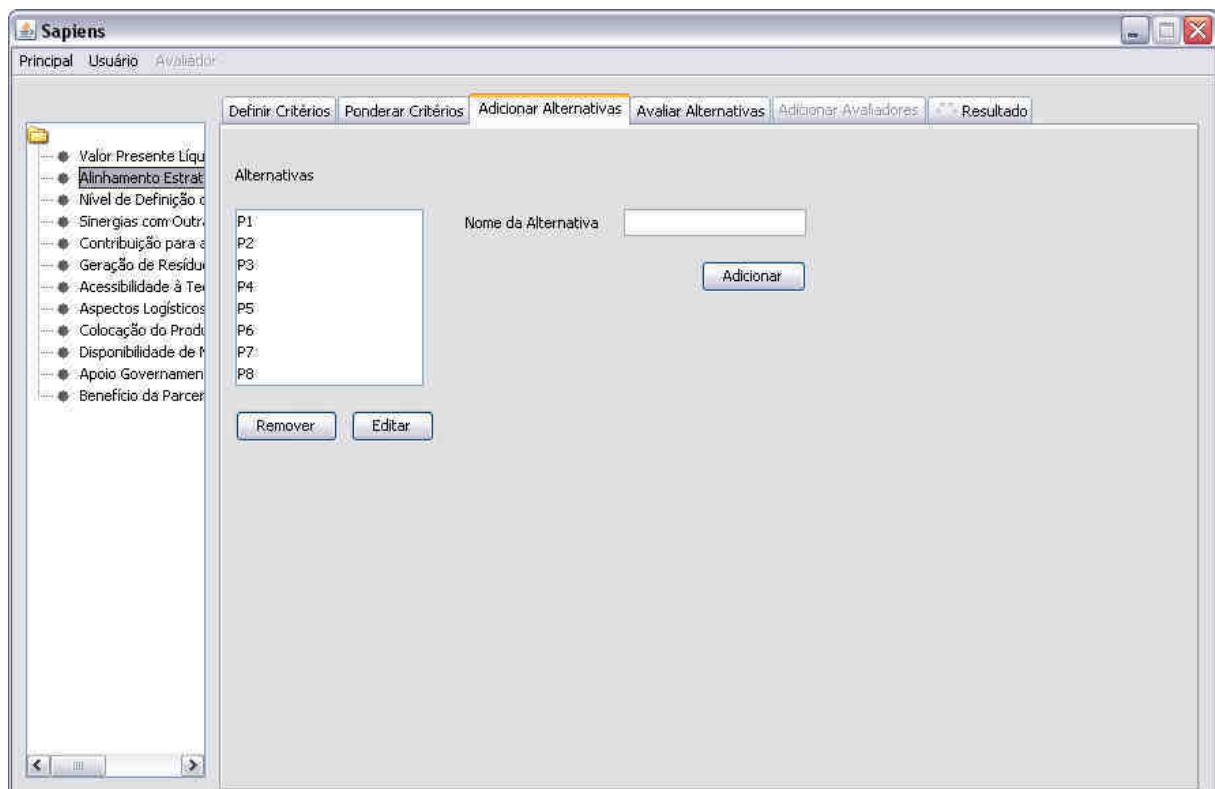 Sapiens
Principal Usuário Avaliador
Definir Critérios Ponderar Critérios Adicionar Alternativas Avaliar Alternativas Adicionar Avaliadores Resultado
Valor Presente Líqu
Alinhamento Estrat
Nível de Definição d
Sinergias com Outra
Contribuição para a
Geração de Resídu
Acessibilidade à Te
Aspectos Logísticos
Colocação do Produ
Disponibilidade de M
Apoio Governamen
Benefício da Parcer
Alternativas
P1
P2
P3
P4
P5
P6
P7
P8
Nome da Alternativa
Adicionar
Remover Editar